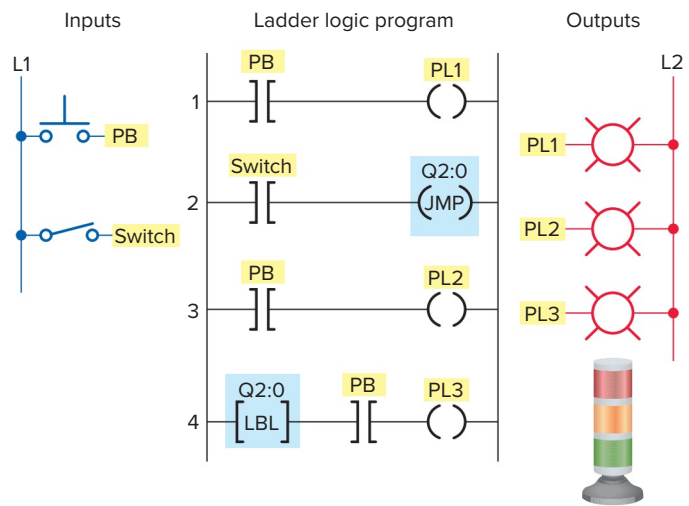 Inputs
Ladder logic program
Outputs
L1
L2
PB
Switch
1
PB
PL1
2
Switch
Q2:0
JMP
3
PB
PL2
4
Q2:0
LBL
PB
PL3
PL1
PL2
PL3